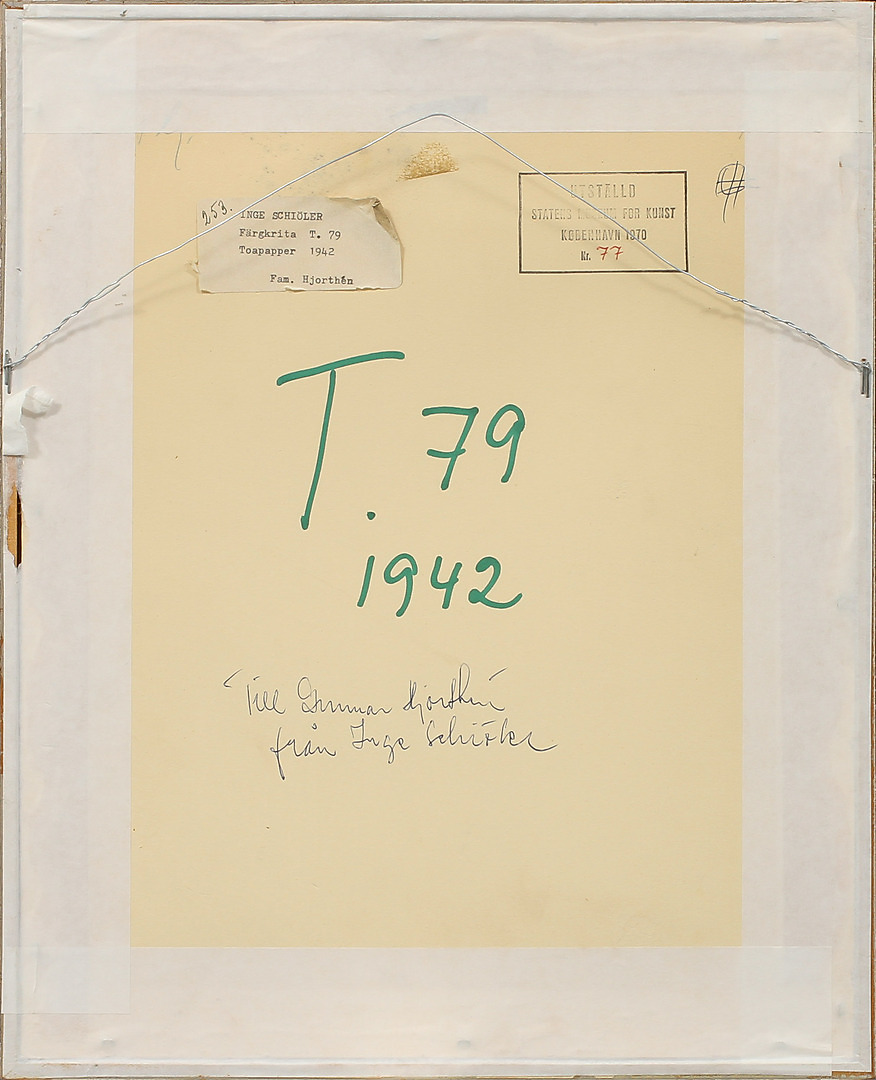 253.
INGE SCHIÖLER
Färgkrita T. 79
Toapapper 1942
Fam. Hjorthén
UTSTÄLLD
STATENS MUSEUM FOR KUNST
KØBENHAVN 1970
Nr. 77
T. 79
1942
Till Gunnar Hjorthén
från Inge Schiöler